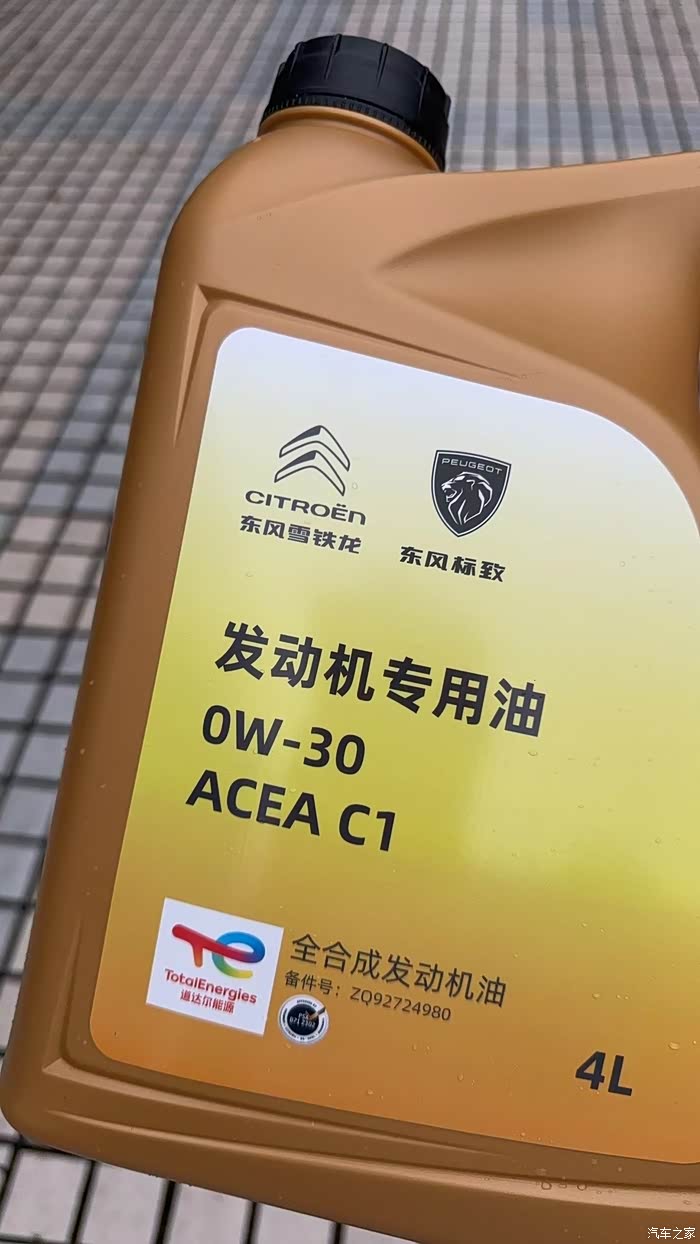 CITROËN
东风雪铁龙
PEUGEOT
东风标致
发动机专用油
0W-30
ACEA C1
TotalEnergies
道达尔能源
全合成发动机油
备件号：ZQ92724980
4L
汽车之家